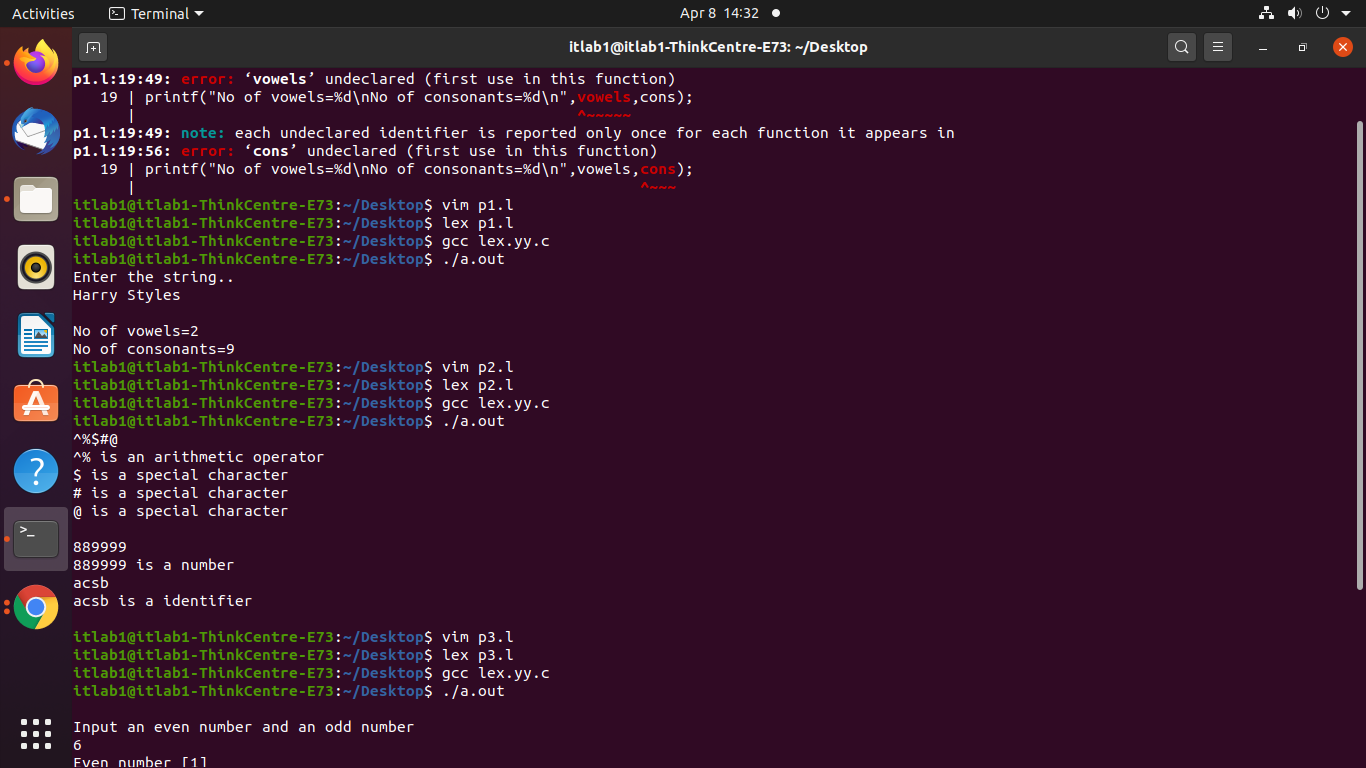 Activities
Terminal
Apr 8 14:32
itlab1@itlab1-ThinkCentre-E73: ~/Desktop
p1.l:19:49: error: ‘vowels’ undeclared (first use in this function)
   19 | printf("No of vowels=%d\nNo of consonants=%d\n",vowels,cons);
      |                                                 ^~~~~~
p1.l:19:49: note: each undeclared identifier is reported only once for each function it appears in
p1.l:19:56: error: ‘cons’ undeclared (first use in this function)
   19 | printf("No of vowels=%d\nNo of consonants=%d\n",vowels,cons);
      |                                                        ^~~~
itlab1@itlab1-ThinkCentre-E73:~/Desktop$ vim p1.l
itlab1@itlab1-ThinkCentre-E73:~/Desktop$ lex p1.l
itlab1@itlab1-ThinkCentre-E73:~/Desktop$ gcc lex.yy.c
itlab1@itlab1-ThinkCentre-E73:~/Desktop$ ./a.out
Enter the string..
Harry Styles

No of vowels=2
No of consonants=9
itlab1@itlab1-ThinkCentre-E73:~/Desktop$ vim p2.l
itlab1@itlab1-ThinkCentre-E73:~/Desktop$ lex p2.l
itlab1@itlab1-ThinkCentre-E73:~/Desktop$ gcc lex.yy.c
itlab1@itlab1-ThinkCentre-E73:~/Desktop$ ./a.out
^%$#@
^% is an arithmetic operator
$ is a special character
# is a special character
@ is a special character

889999
889999 is a number
acsb
acsb is a identifier

itlab1@itlab1-ThinkCentre-E73:~/Desktop$ vim p3.l
itlab1@itlab1-ThinkCentre-E73:~/Desktop$ lex p3.l
itlab1@itlab1-ThinkCentre-E73:~/Desktop$ gcc lex.yy.c
itlab1@itlab1-ThinkCentre-E73:~/Desktop$ ./a.out

Input an even number and an odd number
6
Even number [1]